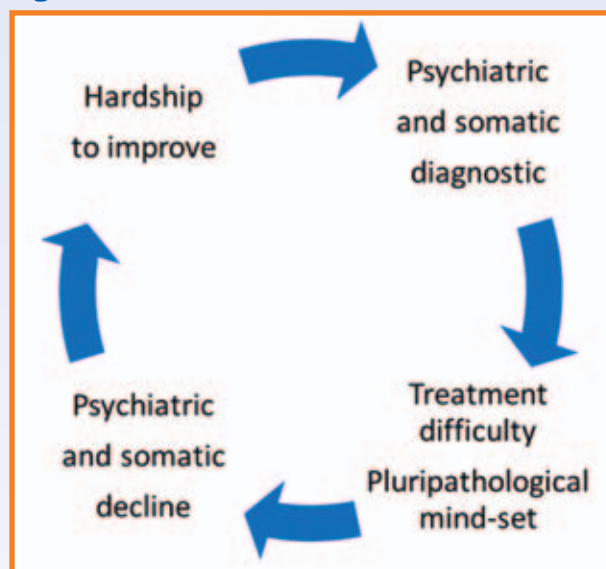 Hardship
to improve
Psychiatric
and somatic
diagnostic
Treatment
difficulty
Pluripathological
mind-set
Psychiatric
and somatic
decline